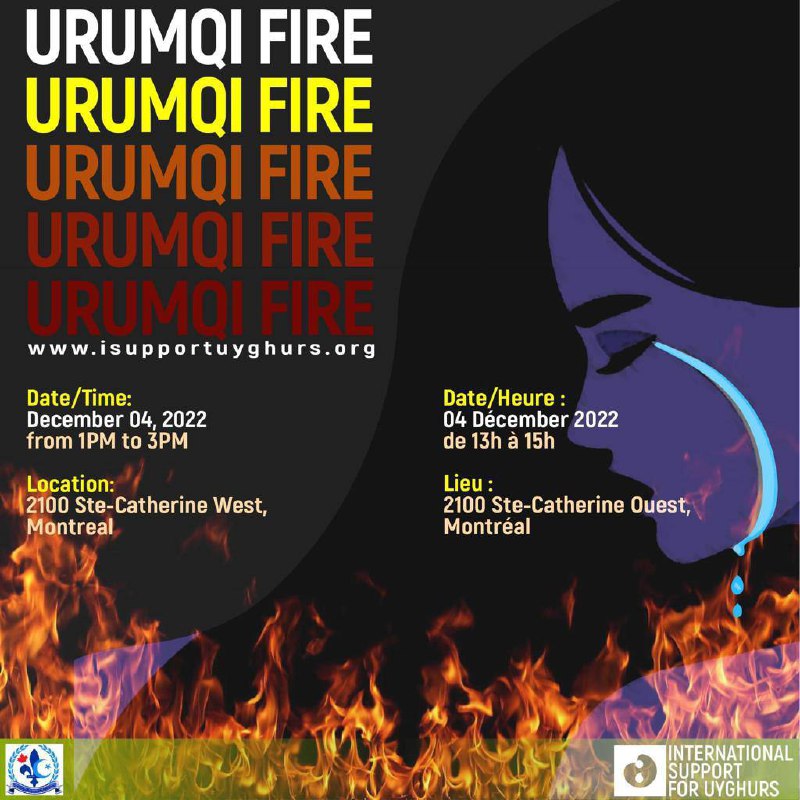 URUMQI FIRE
URUMQI FIRE
URUMQI FIRE
URUMQI FIRE
URUMQI FIRE
www.isupportuyghurs.org
Date/Time:
December 04, 2022
from 1PM to 3PM
Location:
2100 Ste-Catherine West,
Montreal
Date/Heure :
04 Décembre 2022
de 13h à 15h
Lieu :
2100 Ste-Catherine Ouest,
Montréal
INTERNATIONAL
SUPPORT
FOR UYGHURS